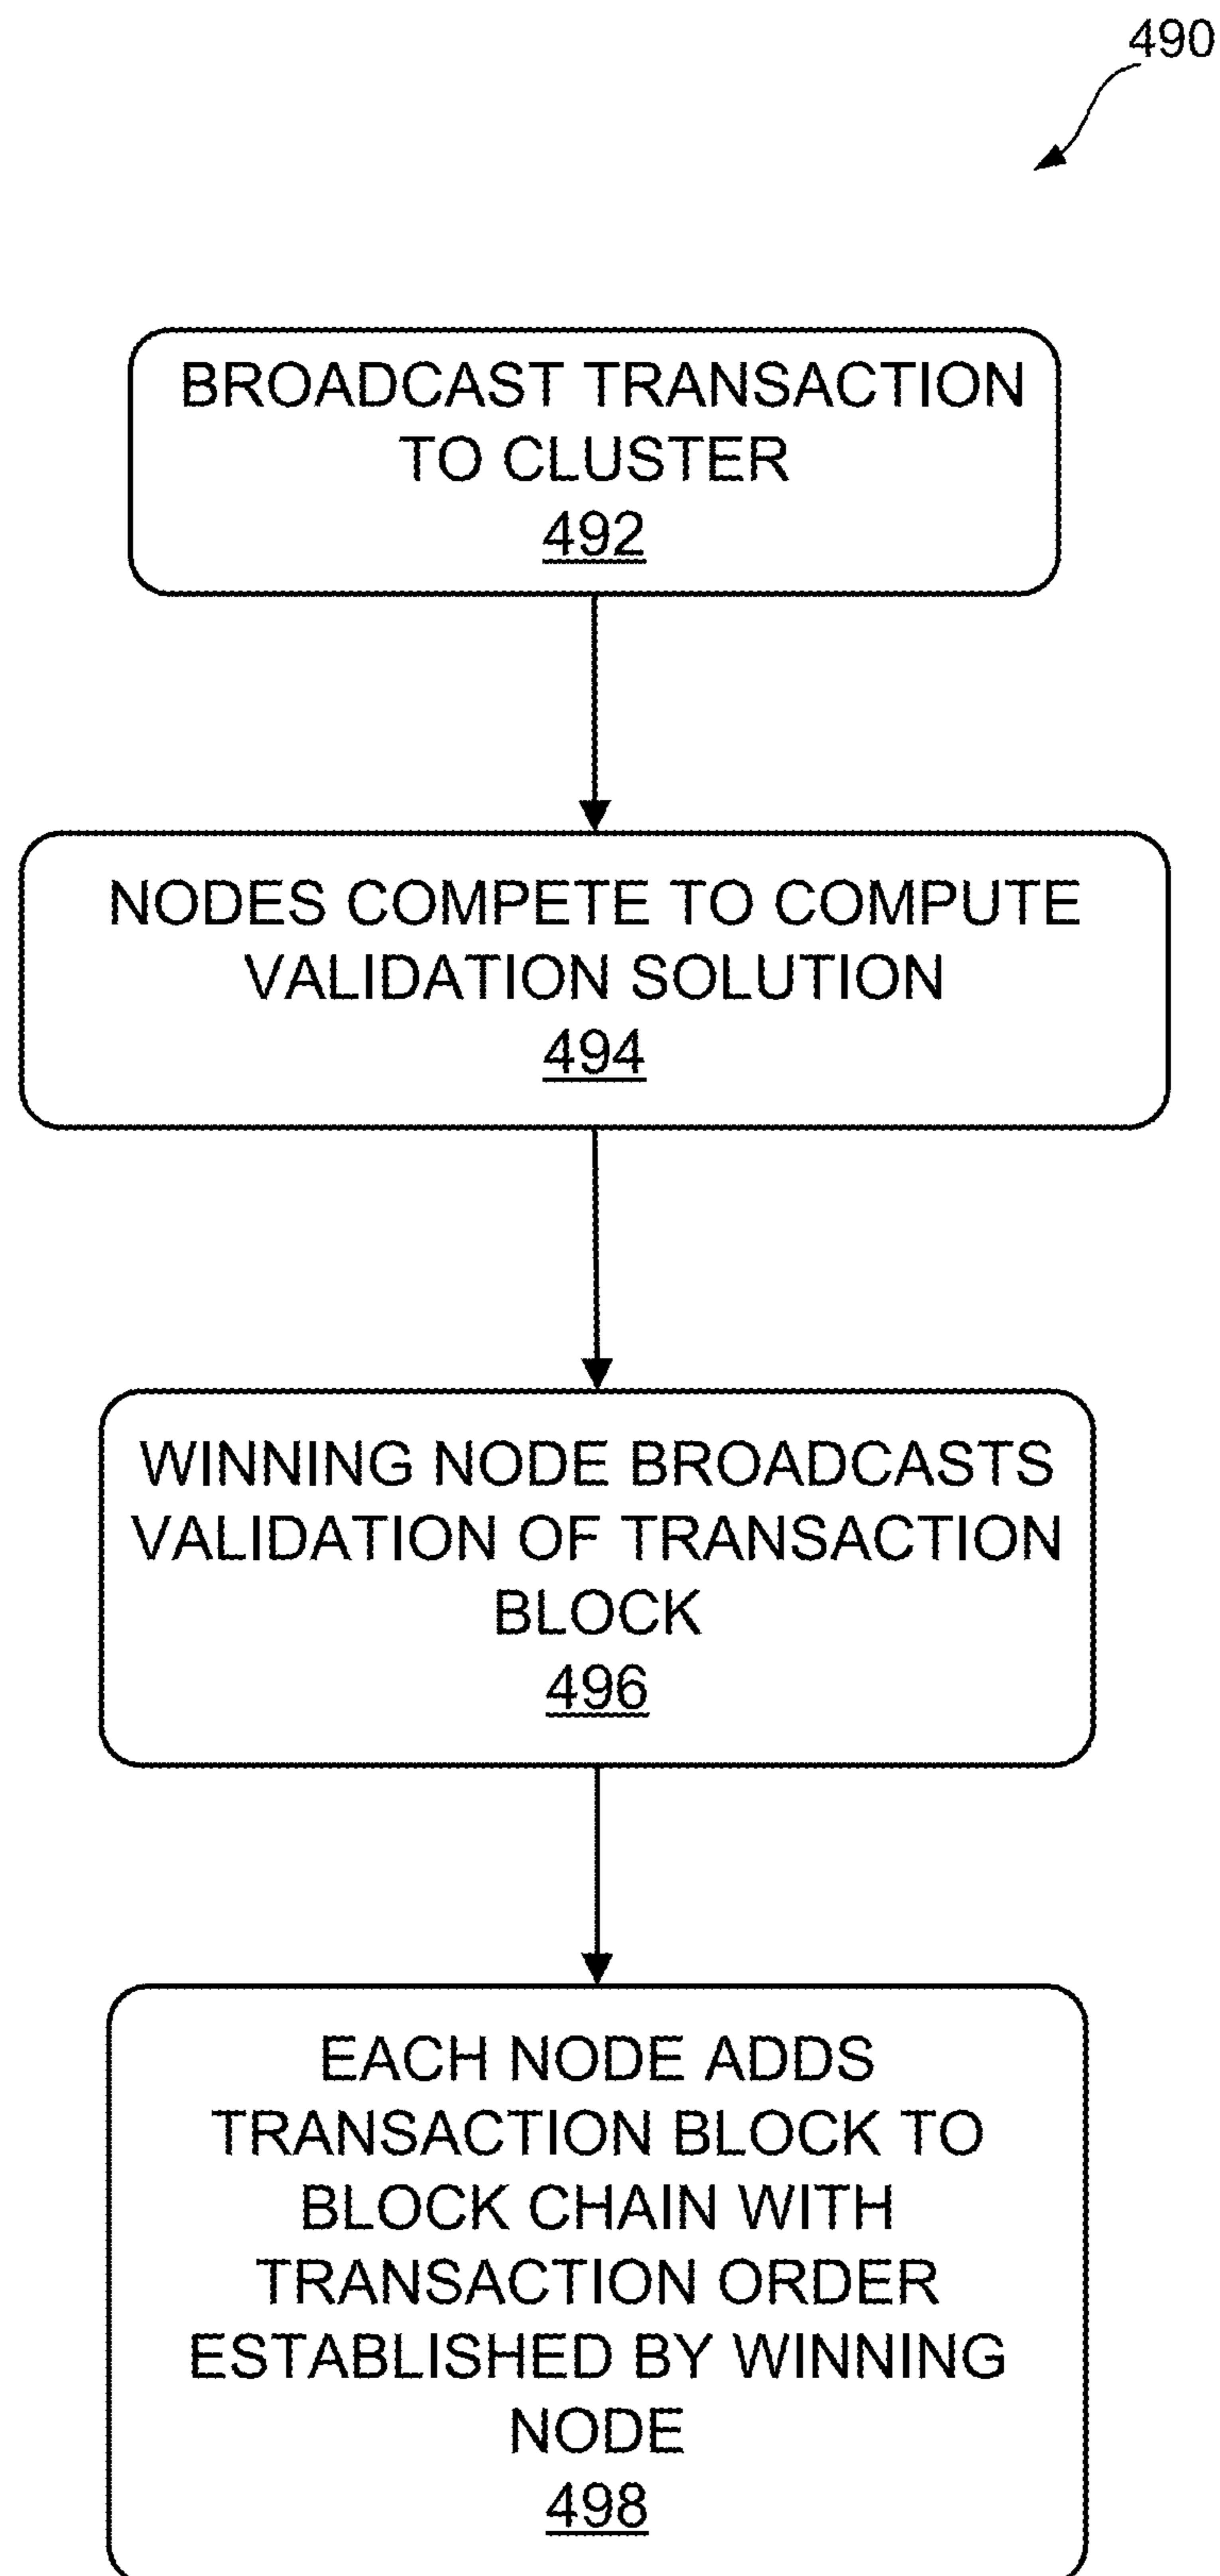 490
BROADCAST TRANSACTION
TO CLUSTER
492
NODES COMPETE TO COMPUTE
VALIDATION SOLUTION
494
WINNING NODE BROADCASTS
VALIDATION OF TRANSACTION
BLOCK
496
EACH NODE ADDS
TRANSACTION BLOCK TO
BLOCK CHAIN WITH
TRANSACTION ORDER
ESTABLISHED BY WINNING
NODE
498